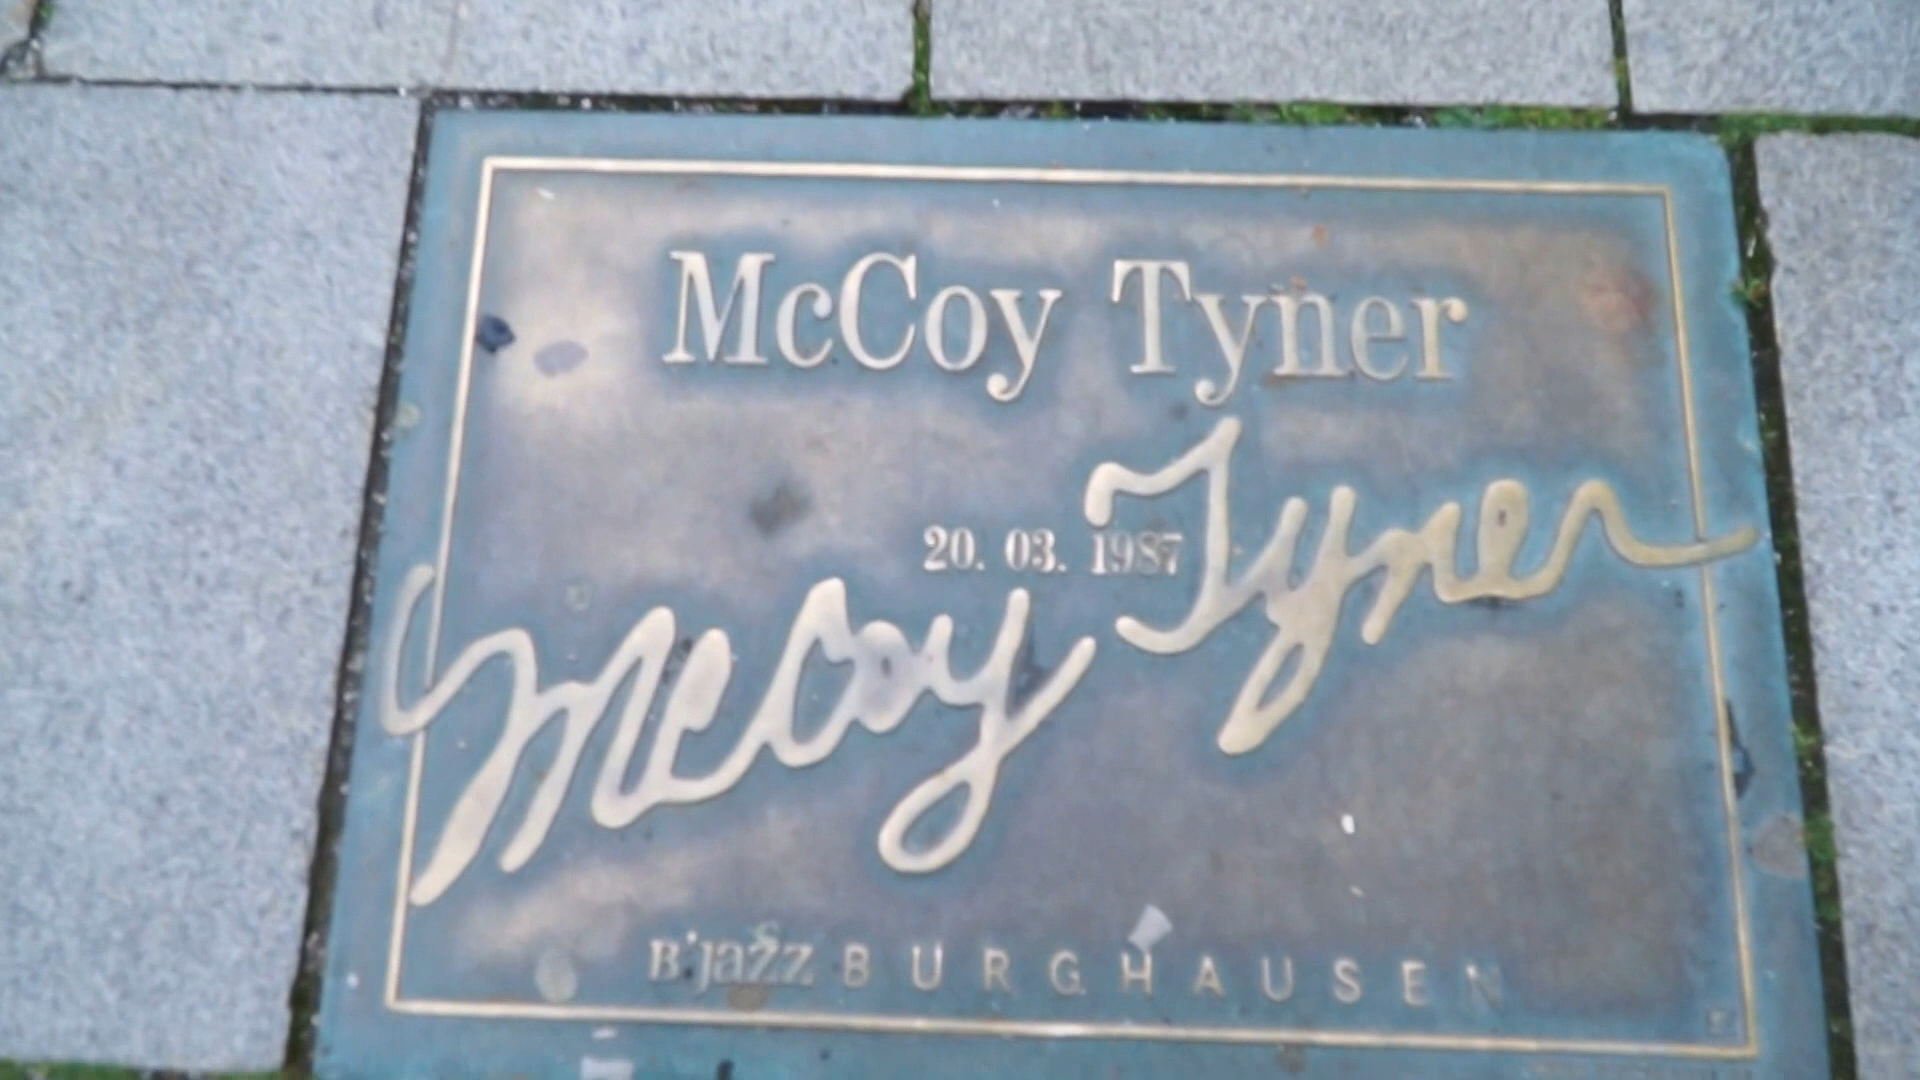 McCoy Tyner
20. 03. 1987
McCoy Tyner
B'jazz BURGHAUSEN